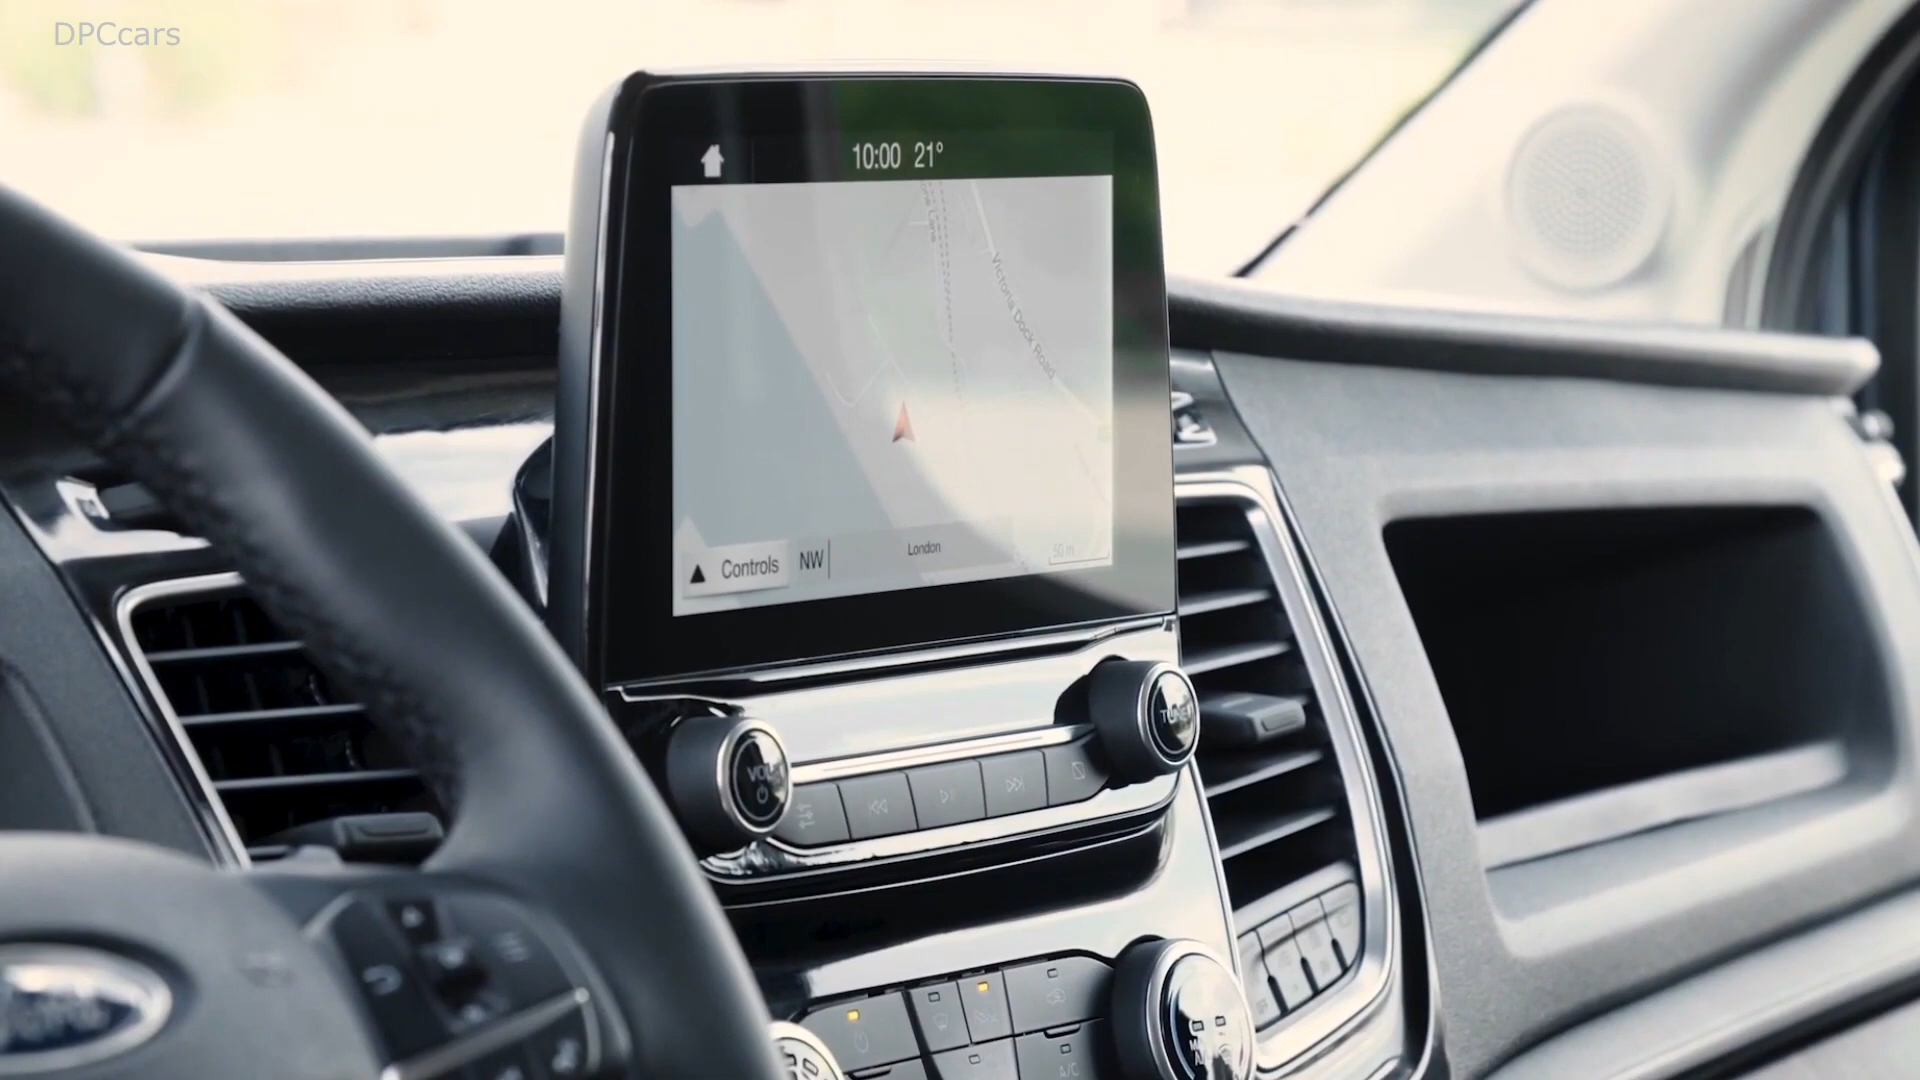 DPCcars
10:00 21°
Victoria Dock Road
Controls NW
London
50 m
VOL
TUNE
A/C
Ford